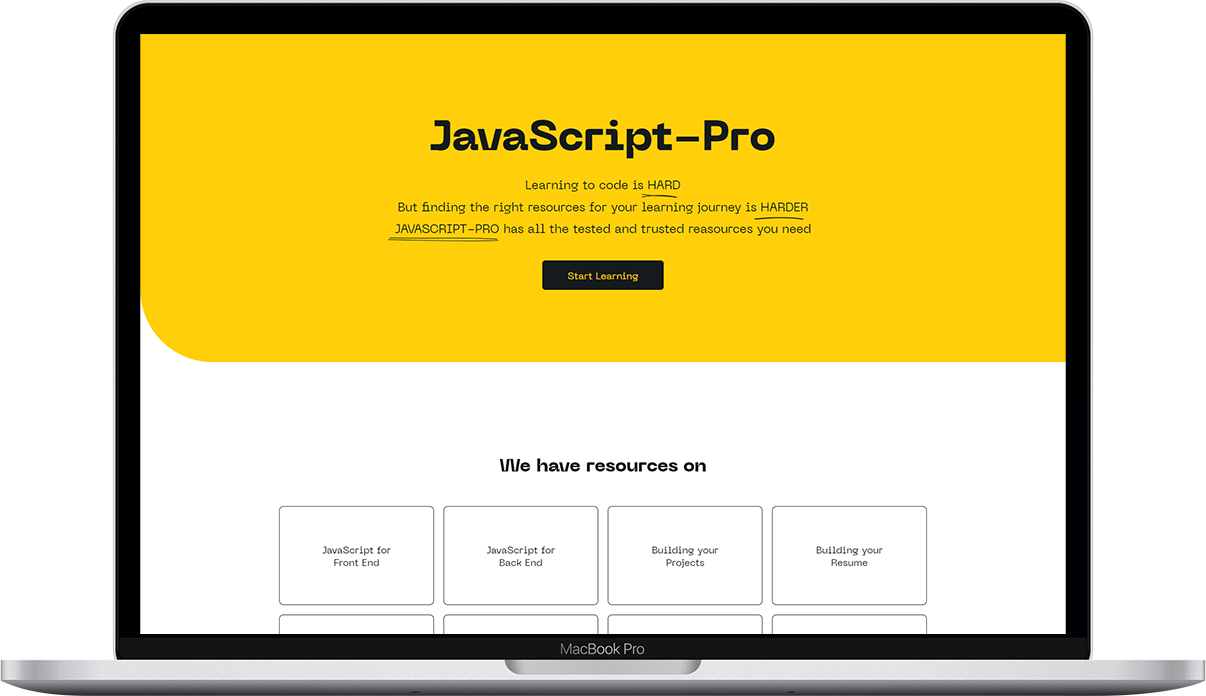 JavaScript-Pro
Learning to code is HARD
But finding the right resources for your learning journey is HARDER
JAVASCRIPT-PRO has all the tested and trusted reasources you need
Start Learning
We have resources on
JavaScript for
Front End
JavaScript for
Back End
Building your
Projects
Building your
Resume
MacBook Pro